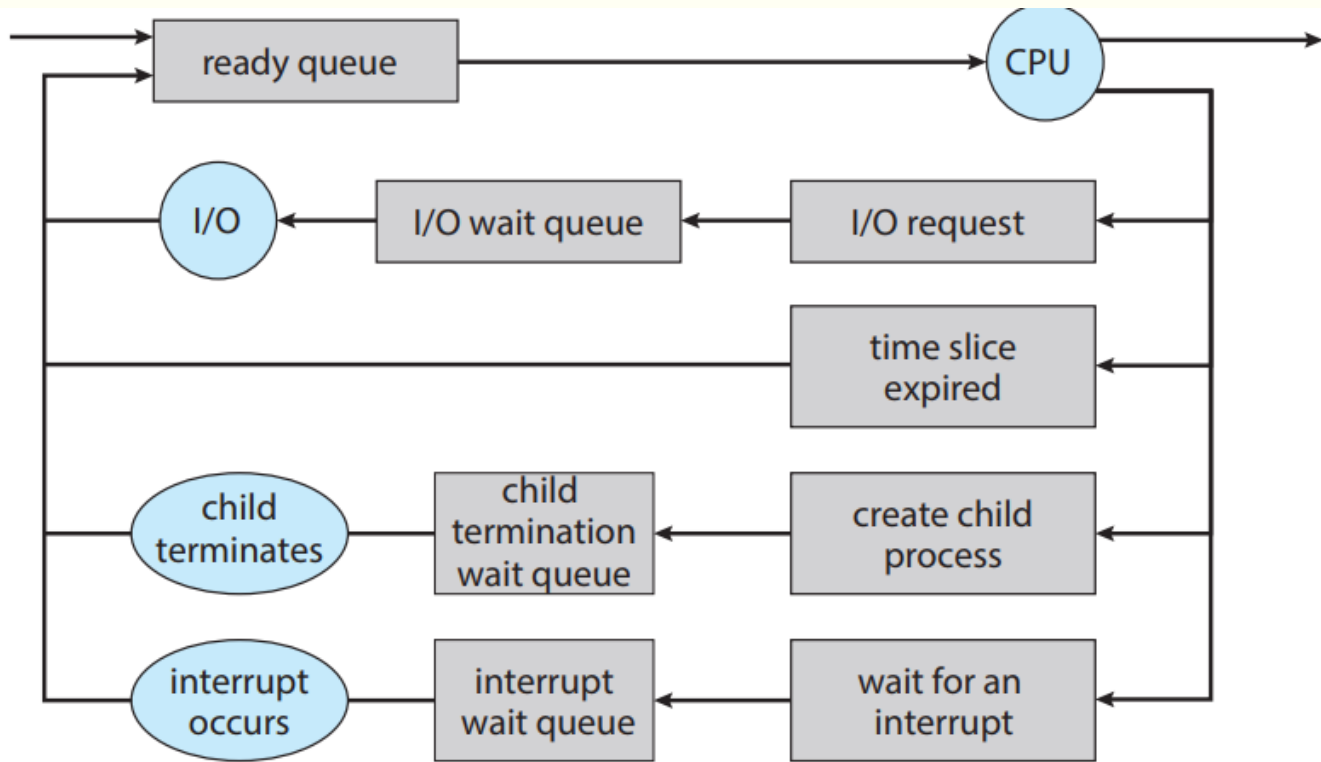 ready queue
CPU
I/O
I/O wait queue
I/O request
time slice
expired
child
terminates
child
termination
wait queue
create child
process
interrupt
occurs
interrupt
wait queue
wait for an
interrupt